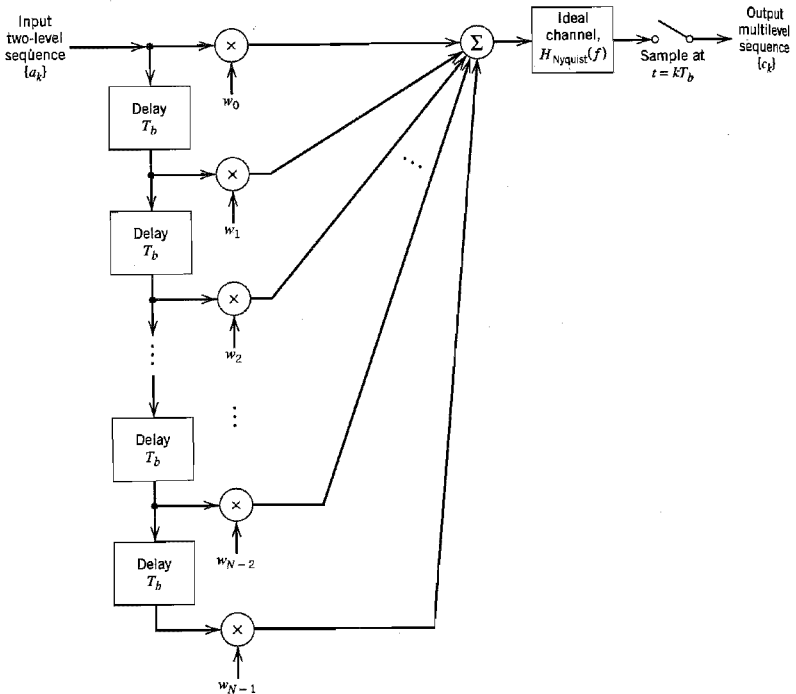 Input
two-level
sequence
{a_k}
×
w_0
Σ
Ideal
channel,
H_Nyquist(f)
Sample at
t = kT_b
Output
multilevel
sequence
{c_k}
Delay
T_b
×
w_1
Delay
T_b
×
w_2
Delay
T_b
×
w_{N-2}
Delay
T_b
×
w_{N-1}